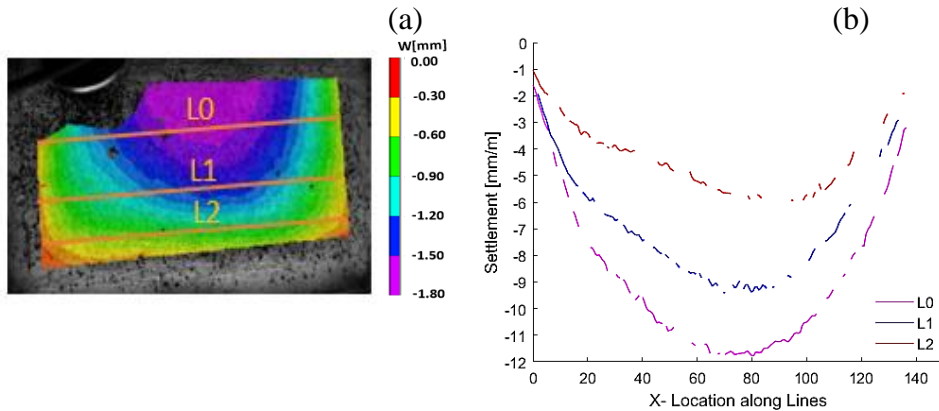 (a)
W[mm]
0.00
-0.30
-0.60
-0.90
-1.20
-1.50
-1.80
L0
L1
L2
(b)
Settlement [mm/m]
0
-1
-2
-3
-4
-5
-6
-7
-8
-9
-10
-11
-12
0 20 40 60 80 100 120 140
X- Location along Lines
L0
L1
L2